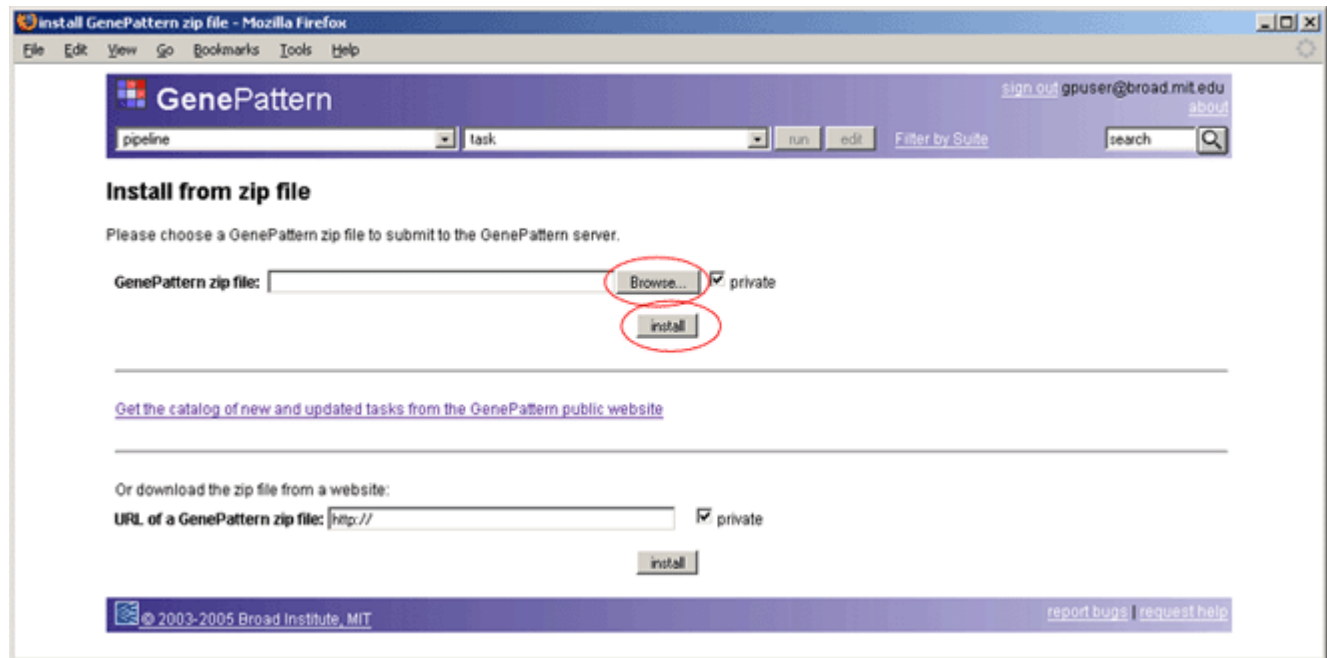 install GenePattern zip file - Mozilla Firefox
File Edit View Go Bookmarks Tools Help
GenePattern
sign out gpuser@broad.mit.edu
about
pipeline task run edit Filter by Suite search
Install from zip file
Please choose a GenePattern zip file to submit to the GenePattern server.
GenePattern zip file: Browse... private
install
Get the catalog of new and updated tasks from the GenePattern public website
Or download the zip file from a website:
URL of a GenePattern zip file: http:// private
install
© 2003-2005 Broad Institute, MIT report bugs | request help